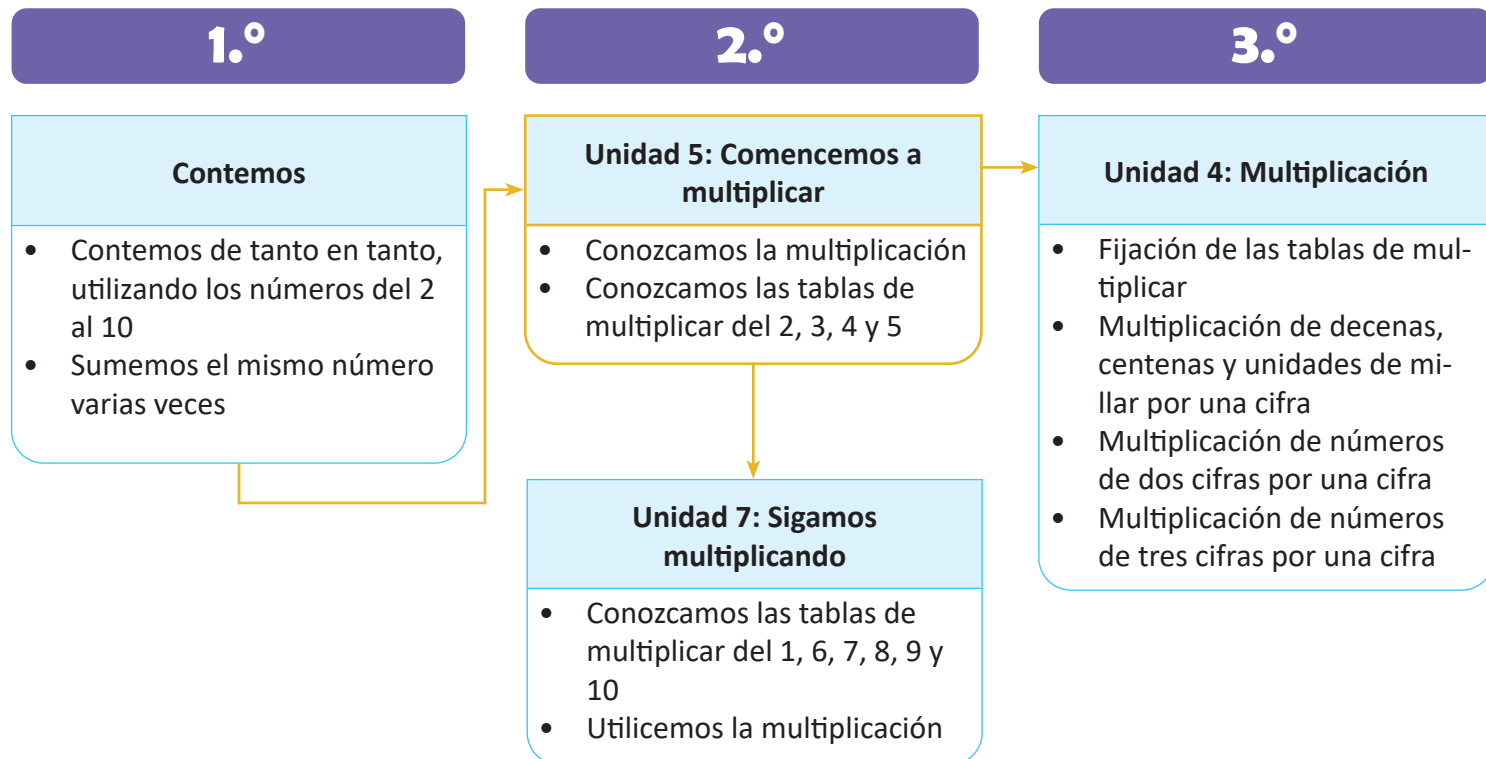 1.º
2.º
3.º
Contemos
• Contemos de tanto en tanto,
utilizando los números del 2
al 10
• Sumemos el mismo número
varias veces
Unidad 5: Comencemos a
multiplicar
• Conozcamos la multiplicación
• Conozcamos las tablas de
multiplicar del 2, 3, 4 y 5
Unidad 7: Sigamos
multiplicando
• Conozcamos las tablas de
multiplicar del 1, 6, 7, 8, 9 y
10
• Utilicemos la multiplicación
Unidad 4: Multiplicación
• Fijación de las tablas de mul-
tiplicar
• Multiplicación de decenas,
centenas y unidades de mi-
llar por una cifra
• Multiplicación de números
de dos cifras por una cifra
• Multiplicación de números
de tres cifras por una cifra